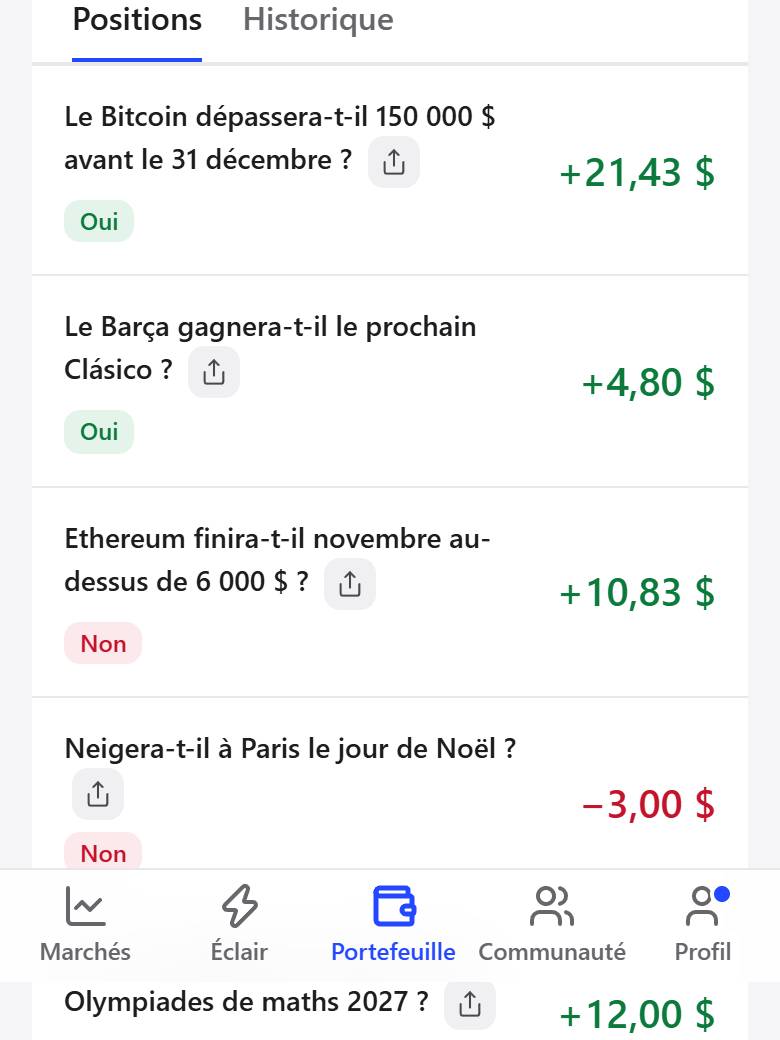 Positions Historique
Le Bitcoin dépassera-t-il 150 000 $
avant le 31 décembre ?
+21,43 $
Oui
Le Barça gagnera-t-il le prochain
Clásico ?
+4,80 $
Oui
Ethereum finira-t-il novembre au-
dessus de 6 000 $ ?
+10,83 $
Non
Neigera-t-il à Paris le jour de Noël ?
−3,00 $
Non
Marchés Éclair Portefeuille Communauté Profil
Olympiades de maths 2027 ?
+12,00 $